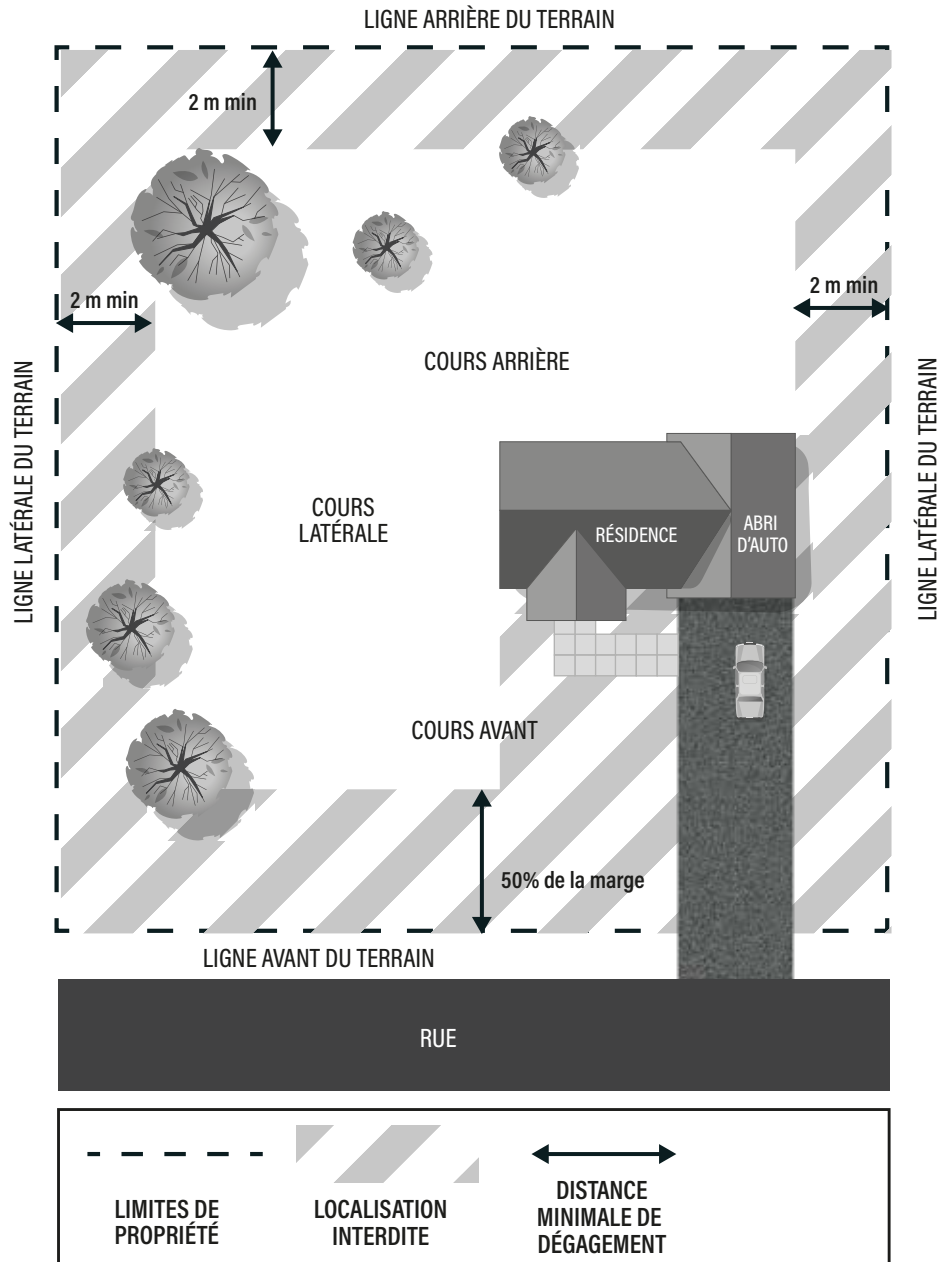 LIGNE ARRIÈRE DU TERRAIN
2 m min
2 m min
2 m min
COURS ARRIÈRE
LIGNE LATÉRALE DU TERRAIN
LIGNE LATÉRALE DU TERRAIN
COURS
LATÉRALE
RÉSIDENCE
ABRI
D'AUTO
COURS AVANT
50% de la marge
LIGNE AVANT DU TERRAIN
RUE
LIMITES DE
PROPRIÉTÉ
LOCALISATION
INTERDITE
DISTANCE
MINIMALE DE
DÉGAGEMENT